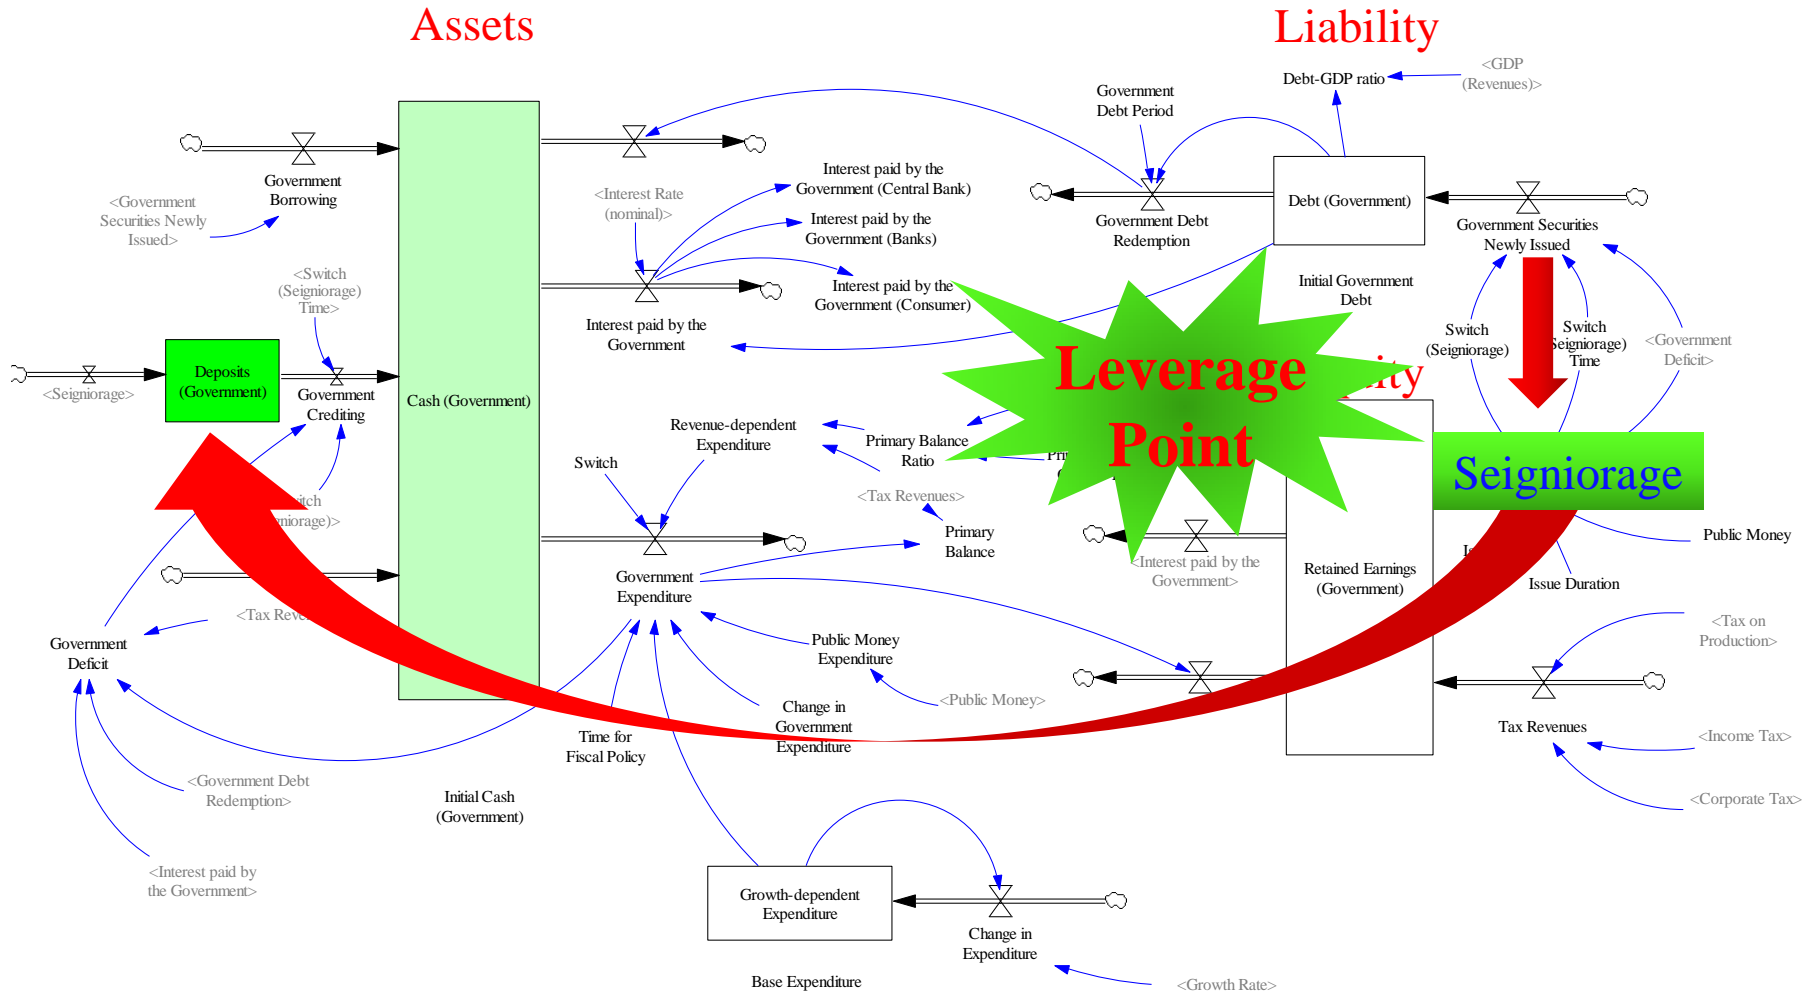 Assets
Liability
Debt-GDP ratio
<GDP
(Revenues)>
Government
Debt Period
Government
Borrowing
<Government
Securities Newly
Issued>
<Interest Rate
(nominal)>
Interest paid by the
Government (Central Bank)
Interest paid by the
Government (Banks)
Interest paid by the
Government (Consumer)
Interest paid by the
Government
Government Debt
Redemption
Debt (Government)
Government Securities
Newly Issued
Initial Government
Debt
Switch
(Seigniorage)
Switch
Seigniorage)
Time
<Government
Deficit>
<Switch
(Seigniorage)
Time>
<Seigniorage>
Deposits
(Government)
Government
Crediting
Cash (Government)
Leverage
Point
Seigniorage
Revenue-dependent
Expenditure
Primary Balance
Ratio
Switch
<Tax Revenues>
Primary
Balance
Government
Expenditure
<Interest paid by the
Government>
Retained Earnings
(Government)
Public Money
Issue Duration
<Tax on
Production>
Government
Deficit
Public Money
Expenditure
<Public Money>
Change in
Government
Expenditure
Time for
Fiscal Policy
Tax Revenues
<Income Tax>
<Corporate Tax>
<Government Debt
Redemption>
Initial Cash
(Government)
<Interest paid by
the Government>
Growth-dependent
Expenditure
Change in
Expenditure
Base Expenditure
<Growth Rate>